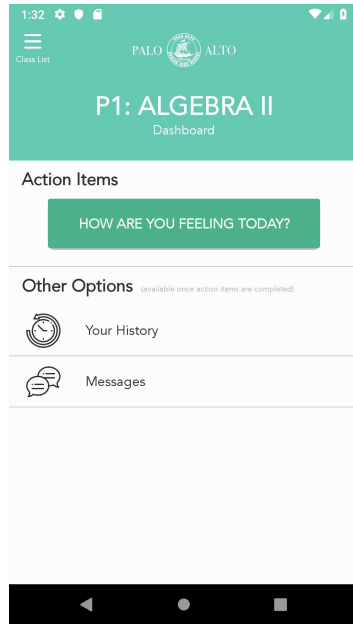 1:32
Class List
PALO ALTO
P1: ALGEBRA II
Dashboard
Action Items
HOW ARE YOU FEELING TODAY?
Other Options (available once action items are completed)
Your History
Messages